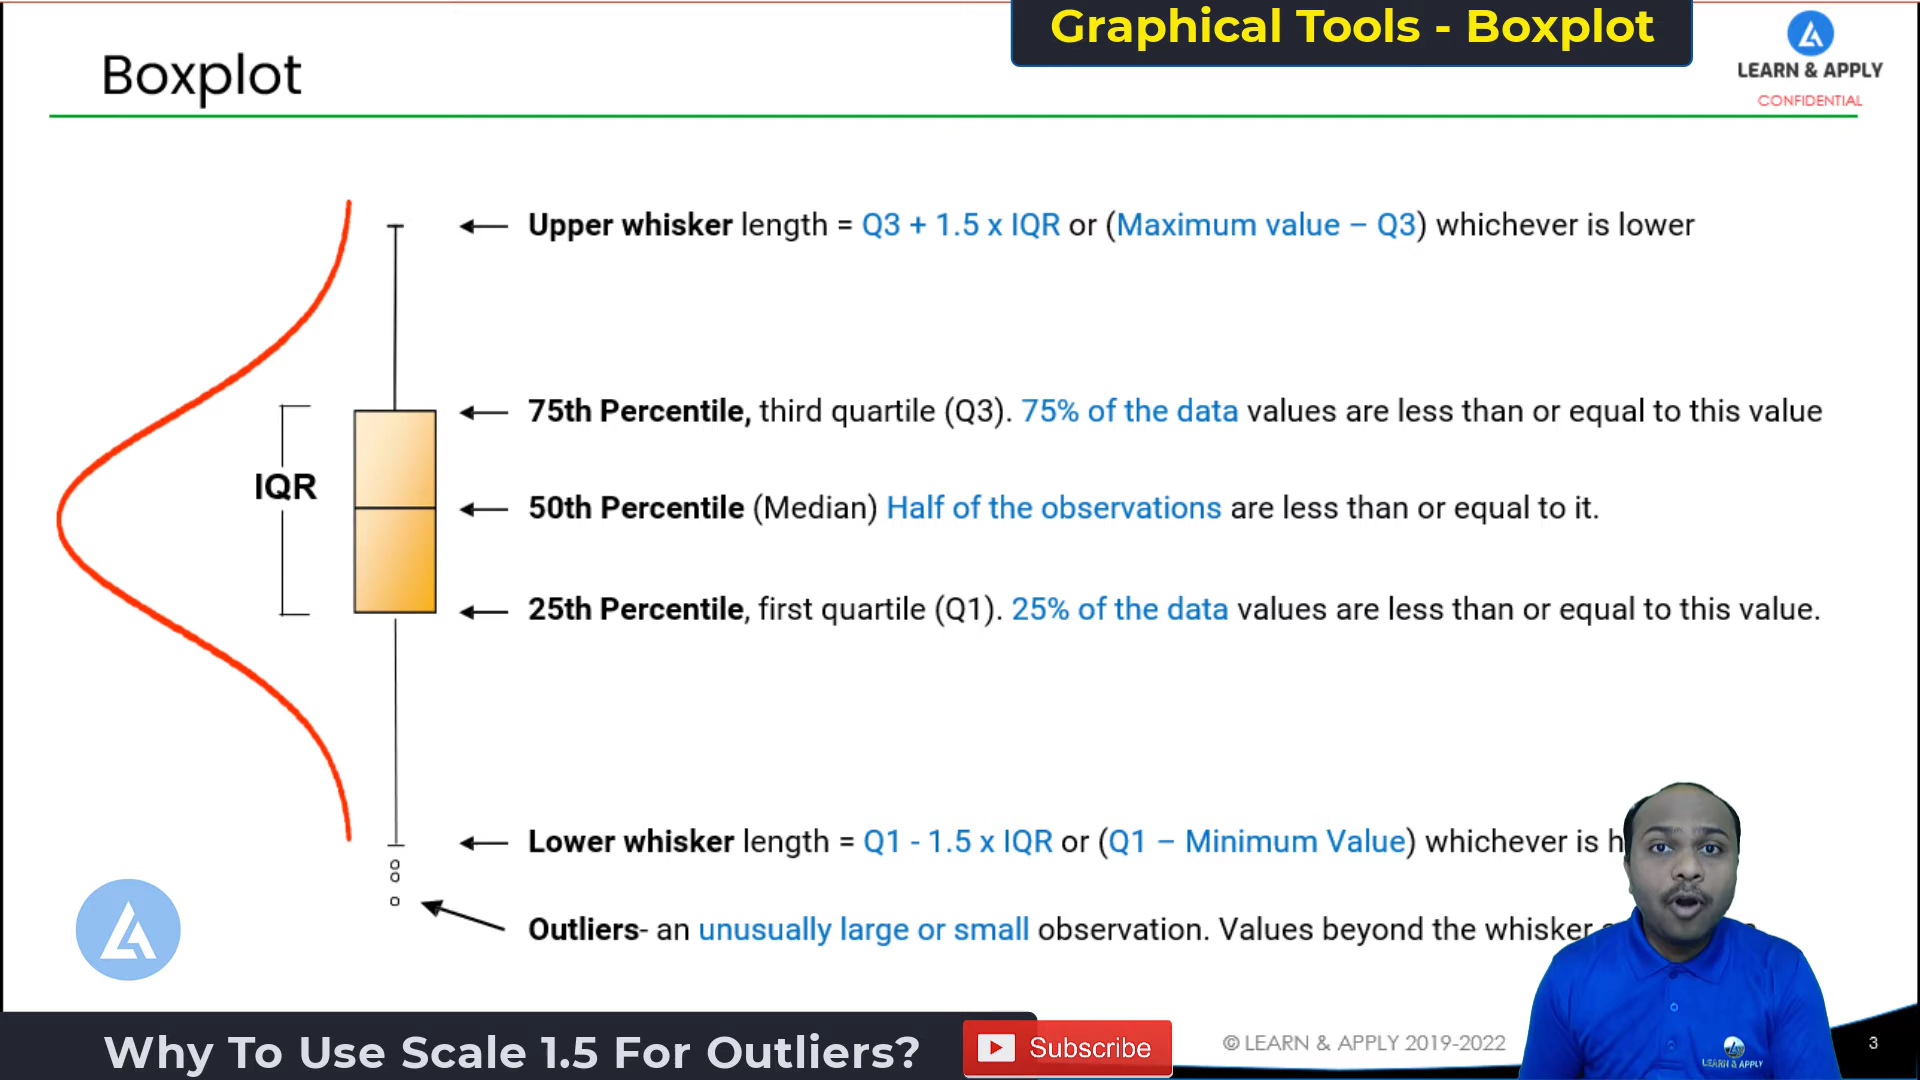 Graphical Tools - Boxplot
Boxplot
LEARN & APPLY
CONFIDENTIAL
Upper whisker length = Q3 + 1.5 x IQR or (Maximum value – Q3) whichever is lower
75th Percentile, third quartile (Q3). 75% of the data values are less than or equal to this value
IQR
50th Percentile (Median) Half of the observations are less than or equal to it.
25th Percentile, first quartile (Q1). 25% of the data values are less than or equal to this value.
Lower whisker length = Q1 - 1.5 x IQR or (Q1 – Minimum Value) whichever is
Outliers- an unusually large or small observation. Values beyond the whisker
Why To Use Scale 1.5 For Outliers?
Subscribe
© LEARN & APPLY 2019-2022
LEARN & APPLY
3